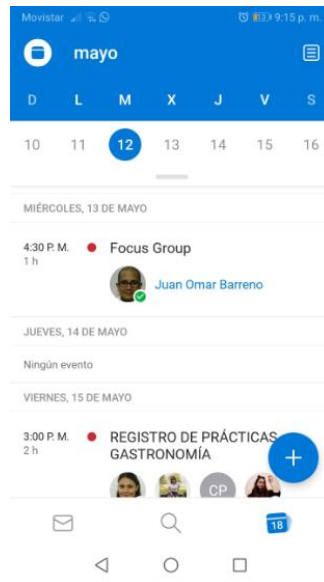 Movistar 9:15 p. m.
mayo
D L M X J V S
10 11 12 13 14 15 16
MIÉRCOLES, 13 DE MAYO
4:30 P. M. Focus Group
1 h
Juan Omar Barreno
JUEVES, 14 DE MAYO
Ningún evento
VIERNES, 15 DE MAYO
3:00 P. M. REGISTRO DE PRÁCTICAS
2 h GASTRONOMÍA
CP
18